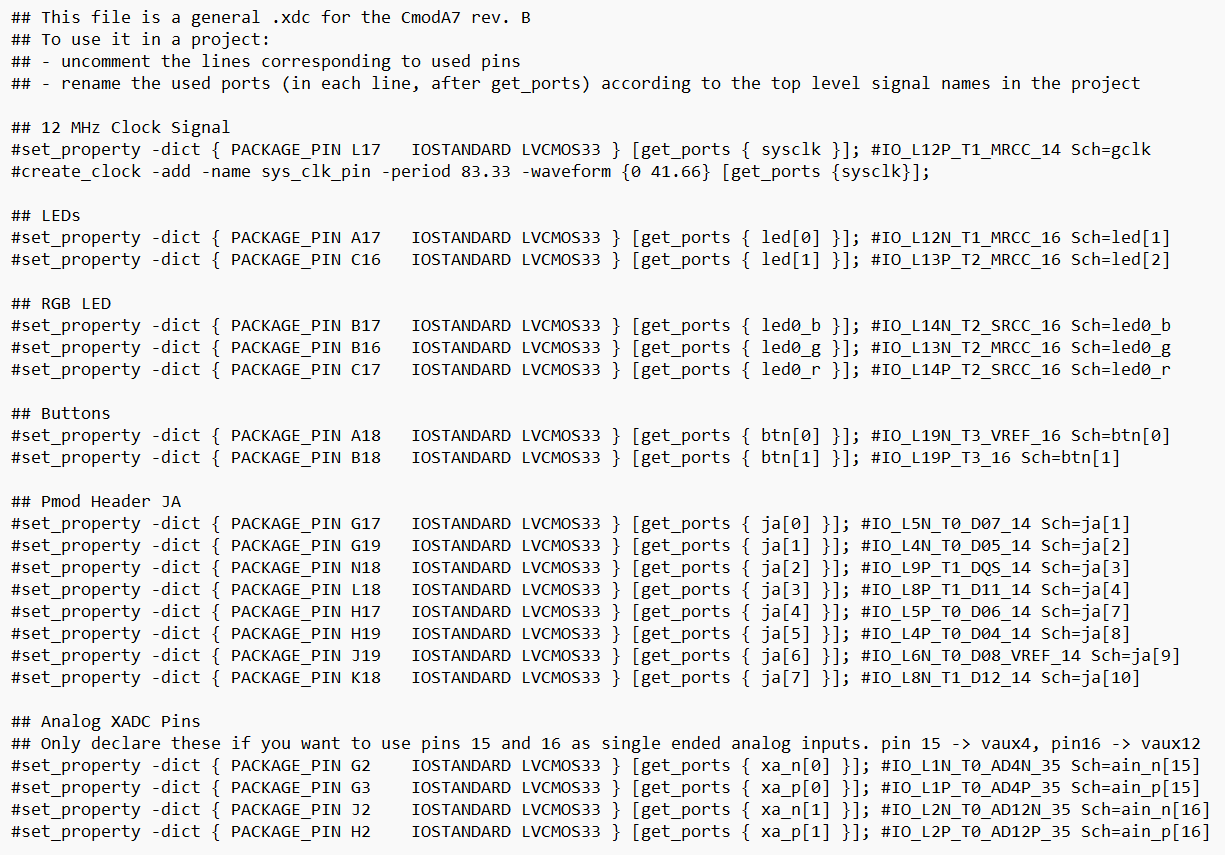 ## This file is a general .xdc for the CmodA7 rev. B
## To use it in a project:
## - uncomment the lines corresponding to used pins
## - rename the used ports (in each line, after get_ports) according to the top level signal names in the project

## 12 MHz Clock Signal
#set_property -dict { PACKAGE_PIN L17   IOSTANDARD LVCMOS33 } [get_ports { sysclk }]; #IO_L12P_T1_MRCC_14 Sch=gclk
#create_clock -add -name sys_clk_pin -period 83.33 -waveform {0 41.66} [get_ports {sysclk}];

## LEDs
#set_property -dict { PACKAGE_PIN A17   IOSTANDARD LVCMOS33 } [get_ports { led[0] }]; #IO_L12N_T1_MRCC_16 Sch=led[1]
#set_property -dict { PACKAGE_PIN C16   IOSTANDARD LVCMOS33 } [get_ports { led[1] }]; #IO_L13P_T2_MRCC_16 Sch=led[2]

## RGB LED
#set_property -dict { PACKAGE_PIN B17   IOSTANDARD LVCMOS33 } [get_ports { led0_b }]; #IO_L14N_T2_SRCC_16 Sch=led0_b
#set_property -dict { PACKAGE_PIN B16   IOSTANDARD LVCMOS33 } [get_ports { led0_g }]; #IO_L13N_T2_MRCC_16 Sch=led0_g
#set_property -dict { PACKAGE_PIN C17   IOSTANDARD LVCMOS33 } [get_ports { led0_r }]; #IO_L14P_T2_SRCC_16 Sch=led0_r

## Buttons
#set_property -dict { PACKAGE_PIN A18   IOSTANDARD LVCMOS33 } [get_ports { btn[0] }]; #IO_L19N_T3_VREF_16 Sch=btn[0]
#set_property -dict { PACKAGE_PIN B18   IOSTANDARD LVCMOS33 } [get_ports { btn[1] }]; #IO_L19P_T3_16 Sch=btn[1]

## Pmod Header JA
#set_property -dict { PACKAGE_PIN G17   IOSTANDARD LVCMOS33 } [get_ports { ja[0] }]; #IO_L5N_T0_D07_14 Sch=ja[1]
#set_property -dict { PACKAGE_PIN G19   IOSTANDARD LVCMOS33 } [get_ports { ja[1] }]; #IO_L4N_T0_D05_14 Sch=ja[2]
#set_property -dict { PACKAGE_PIN N18   IOSTANDARD LVCMOS33 } [get_ports { ja[2] }]; #IO_L9P_T1_DQS_14 Sch=ja[3]
#set_property -dict { PACKAGE_PIN L18   IOSTANDARD LVCMOS33 } [get_ports { ja[3] }]; #IO_L8P_T1_D11_14 Sch=ja[4]
#set_property -dict { PACKAGE_PIN H17   IOSTANDARD LVCMOS33 } [get_ports { ja[4] }]; #IO_L5P_T0_D06_14 Sch=ja[7]
#set_property -dict { PACKAGE_PIN H19   IOSTANDARD LVCMOS33 } [get_ports { ja[5] }]; #IO_L4P_T0_D04_14 Sch=ja[8]
#set_property -dict { PACKAGE_PIN J19   IOSTANDARD LVCMOS33 } [get_ports { ja[6] }]; #IO_L6N_T0_D08_VREF_14 Sch=ja[9]
#set_property -dict { PACKAGE_PIN K18   IOSTANDARD LVCMOS33 } [get_ports { ja[7] }]; #IO_L8N_T1_D12_14 Sch=ja[10]

## Analog XADC Pins
## Only declare these if you want to use pins 15 and 16 as single ended analog inputs. pin 15 -> vaux4, pin16 -> vaux12
#set_property -dict { PACKAGE_PIN G2    IOSTANDARD LVCMOS33 } [get_ports { xa_n[0] }]; #IO_L1N_T0_AD4N_35 Sch=ain_n[15]
#set_property -dict { PACKAGE_PIN G3    IOSTANDARD LVCMOS33 } [get_ports { xa_p[0] }]; #IO_L1P_T0_AD4P_35 Sch=ain_p[15]
#set_property -dict { PACKAGE_PIN J2    IOSTANDARD LVCMOS33 } [get_ports { xa_n[1] }]; #IO_L2N_T0_AD12N_35 Sch=ain_n[16]
#set_property -dict { PACKAGE_PIN H2    IOSTANDARD LVCMOS33 } [get_ports { xa_p[1] }]; #IO_L2P_T0_AD12P_35 Sch=ain_p[16]